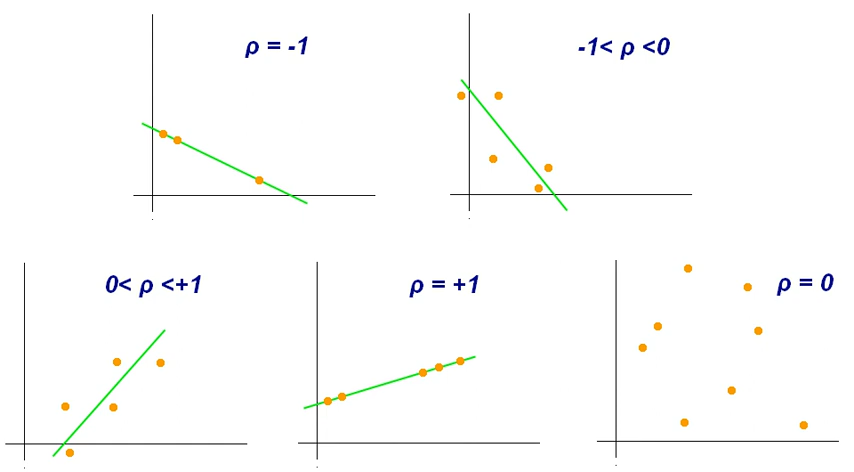 ρ = -1
-1< ρ <0
0< ρ <+1
ρ = +1
ρ = 0